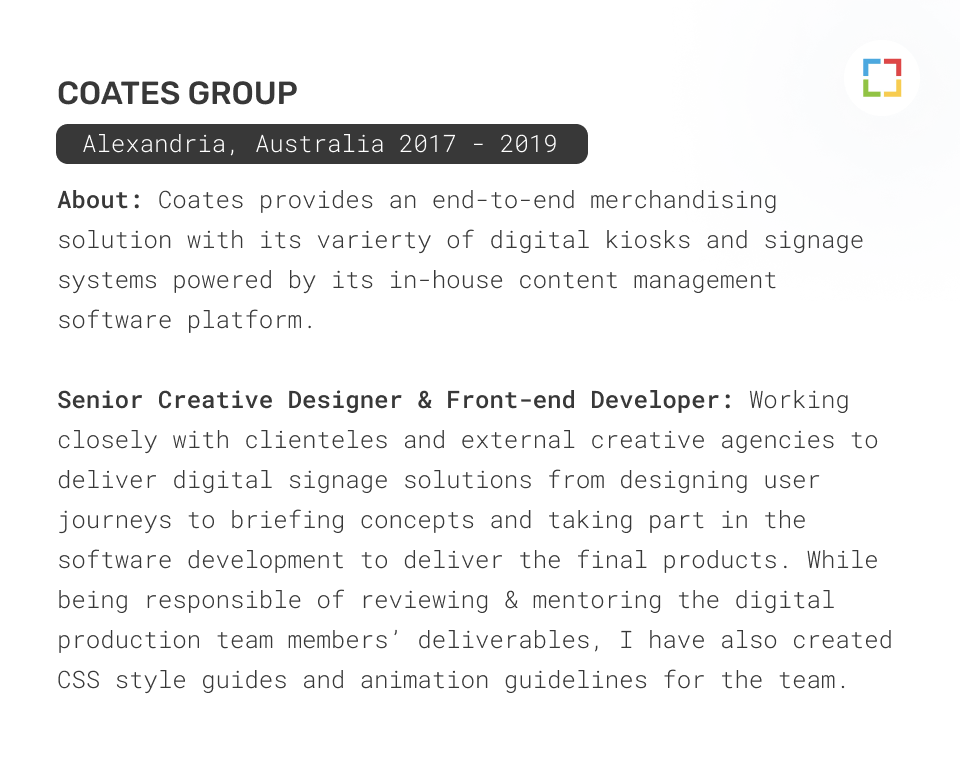 COATES GROUP
Alexandria, Australia 2017 - 2019
About: Coates provides an end-to-end merchandising
solution with its varierty of digital kiosks and signage
systems powered by its in-house content management
software platform.
Senior Creative Designer & Front-end Developer: Working
closely with clienteles and external creative agencies to
deliver digital signage solutions from designing user
journeys to briefing concepts and taking part in the
software development to deliver the final products. While
being responsible of reviewing & mentoring the digital
production team members’ deliverables, I have also created
CSS style guides and animation guidelines for the team.